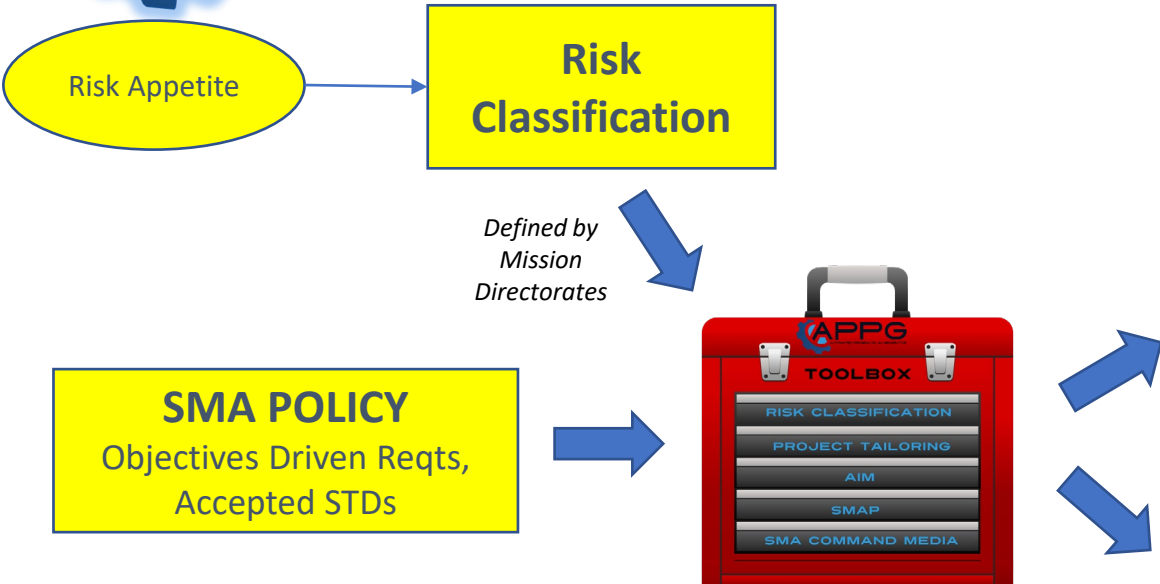 Risk Appetite
Risk
Classification
Defined by
Mission
Directorates
SMA POLICY
Objectives Driven Reqts,
Accepted STDs
APPG
TOOLBOX
RISK CLASSIFICATION
PROJECT TAILORING
AIM
SMAP
SMA COMMAND MEDIA